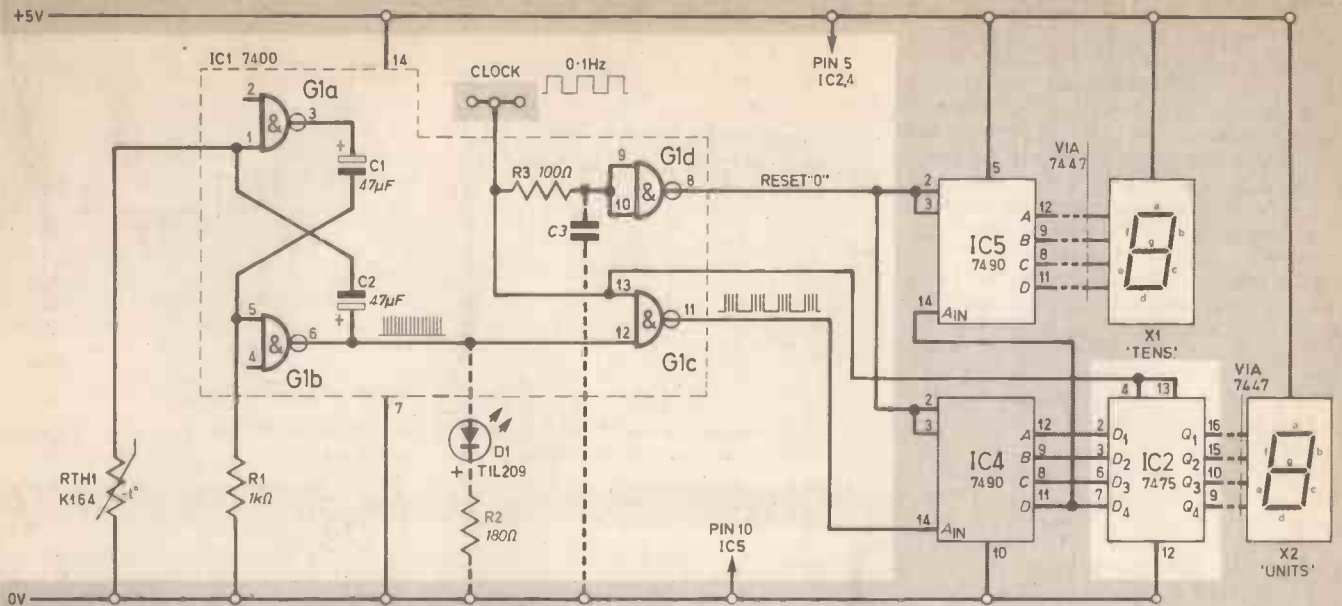 +5V
IC1 7400
14
CLOCK
0·1Hz
PIN 5
IC2,4
G1a
2
3
1
+
C1
47µF
R3 100Ω
9
10
&
G1d
8
RESET"0"
C3
C2
47µF
+
5
4
&
6
G1b
13
12
&
11
G1c
7
&
2
3
5
IC5
7490
A 12
B 9
C 8
D 11
14
AIN
VIA
7447
a
b
c
d
e
f
g
X1
'TENS'
VIA
7447
4 13
2
3
IC4
7490
A 12
B 9
C 8
D 11
14
AIN
10
2 D1
3 D2
6 D3
7 D4
IC2
7475
Q1 16
Q2 15
Q3 10
Q4 9
12
a
b
c
d
e
f
g
X2
'UNITS'
RTH1
K164
-t°
R1
1kΩ
D1
T1L209
+
R2
180Ω
PIN 10
IC5
0V